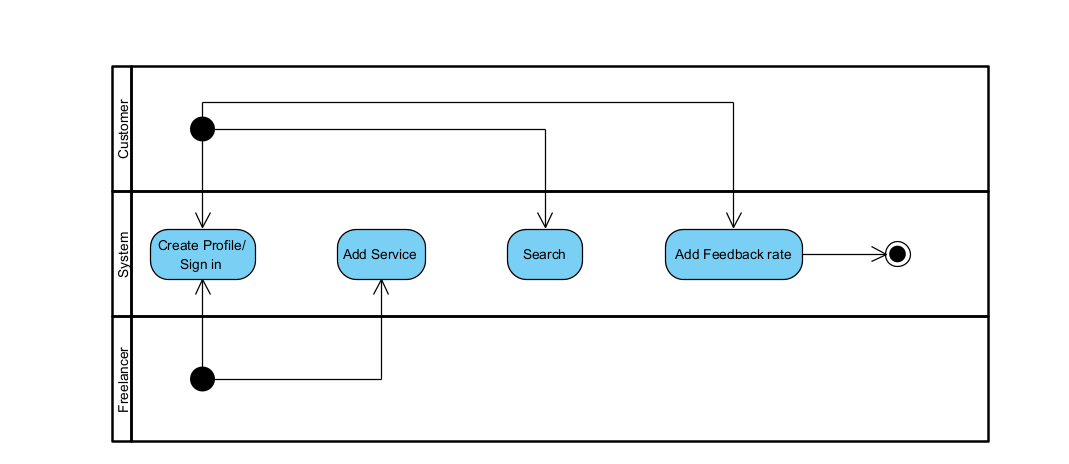 Customer
System
Create Profile/
Sign in
Add Service
Search
Add Feedback rate
Freelancer